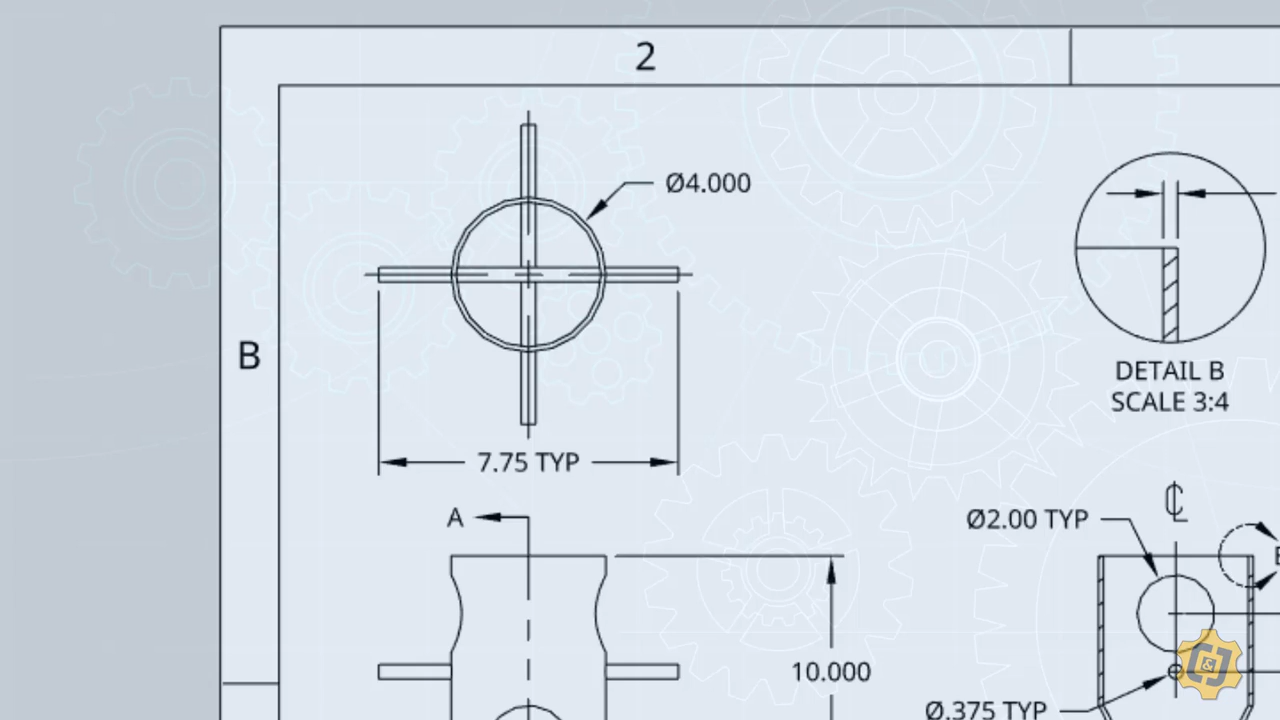 2
Ø4.000
B
DETAIL B
SCALE 3:4
7.75 TYP
A
Ø2.00 TYP
℄
10.000
Ø.375 TYP
&